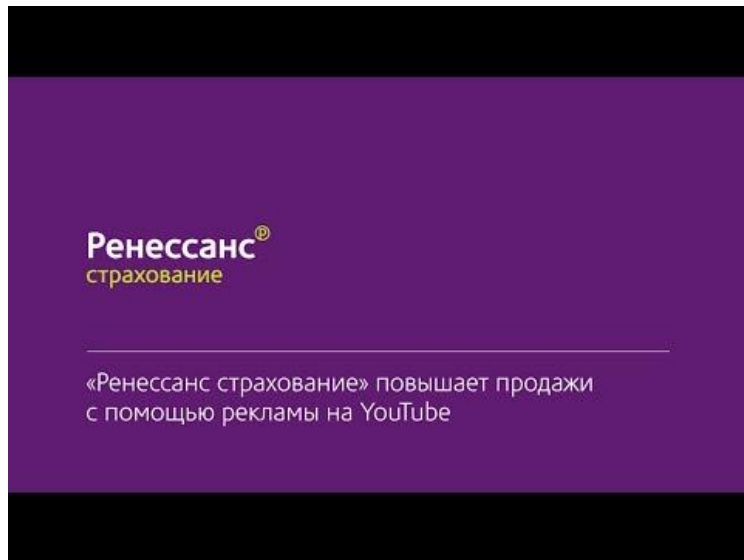 Ренессанс®
страхование
«Ренессанс страхование» повышает продажи
с помощью рекламы на YouTube